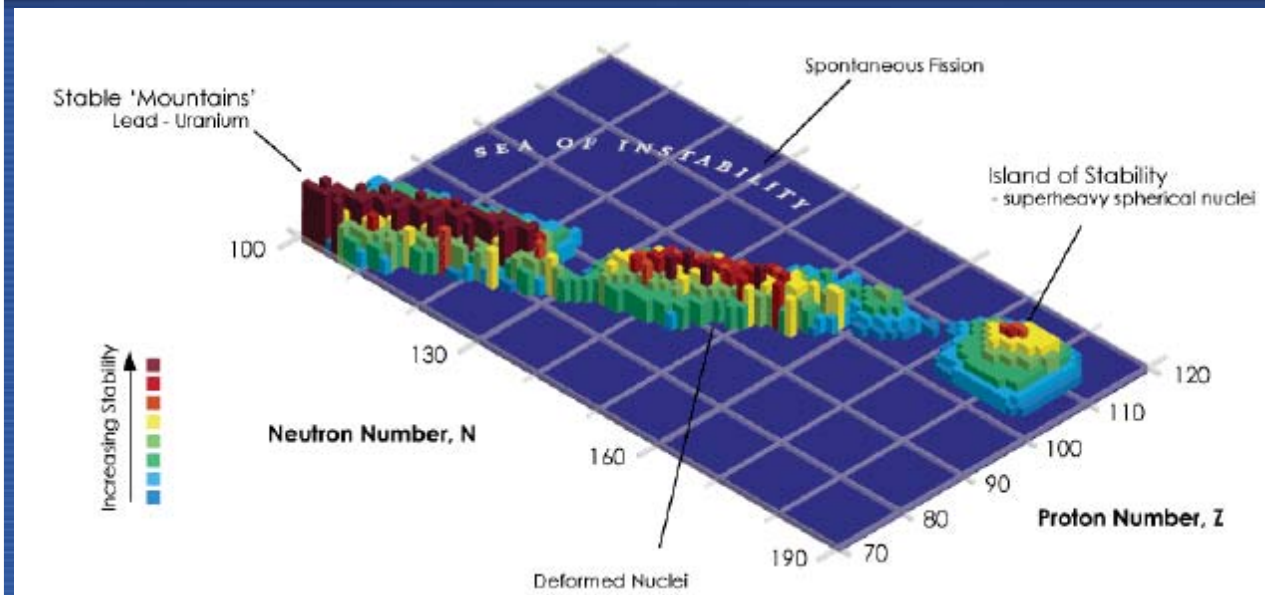 Spontaneous Fission
Stable 'Mountains'
Lead - Uranium
SEA OF INSTABILITY
Island of Stability
- superheavy spherical nuclei
100
130
160
190
Neutron Number, N
70
80
90
100
110
120
Proton Number, Z
Increasing Stability
Deformed Nuclei